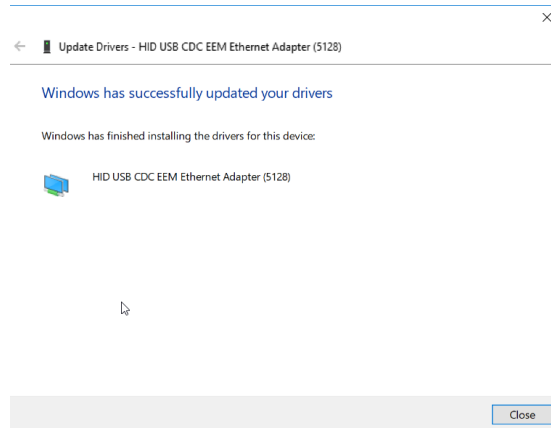 Update Drivers - HID USB CDC EEM Ethernet Adapter (5128)
Windows has successfully updated your drivers
Windows has finished installing the drivers for this device:
HID USB CDC EEM Ethernet Adapter (5128)
Close